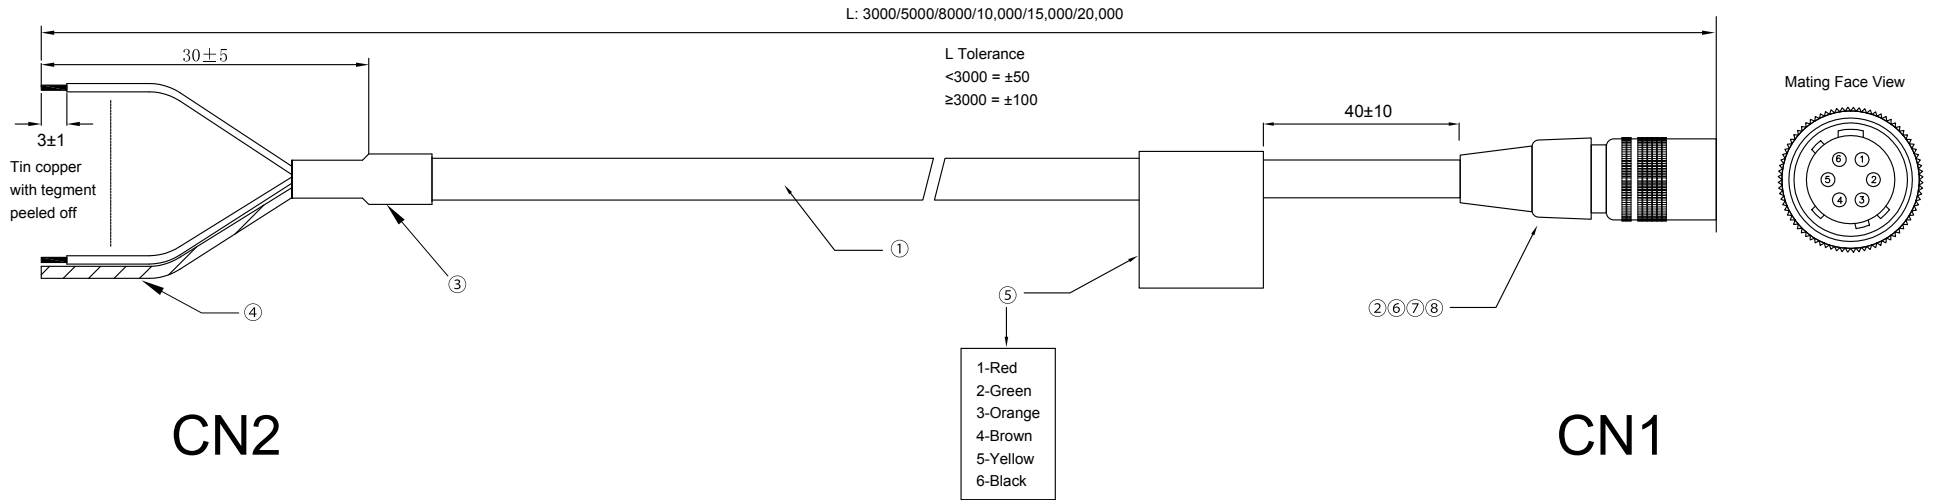 L: 3000/5000/8000/10,000/15,000/20,000
30±5
L Tolerance
<3000 = ±50
≥3000 = ±100
Mating Face View
40±10
3±1
Tin copper
with tegment
peeled off
6 1
5 2
4 3
①
③
⑤
④
②⑥⑦⑧
1-Red
2-Green
3-Orange
4-Brown
5-Yellow
6-Black
CN2
CN1